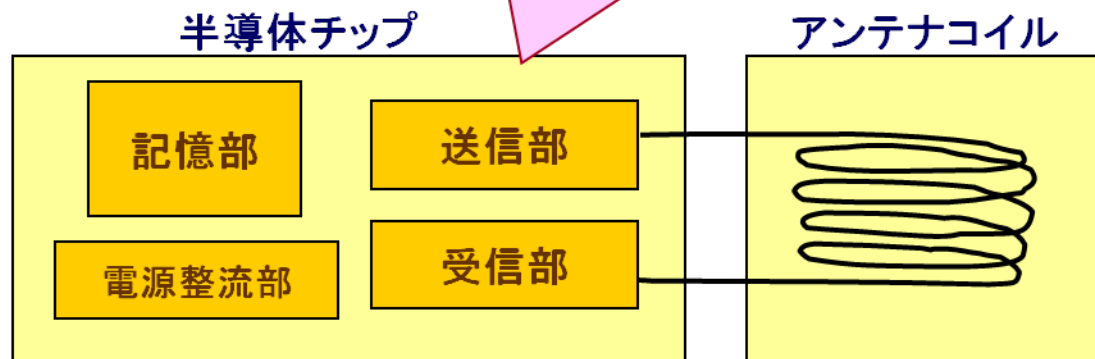 半導体チップ
アンテナコイル
記憶部
送信部
電源整流部
受信部